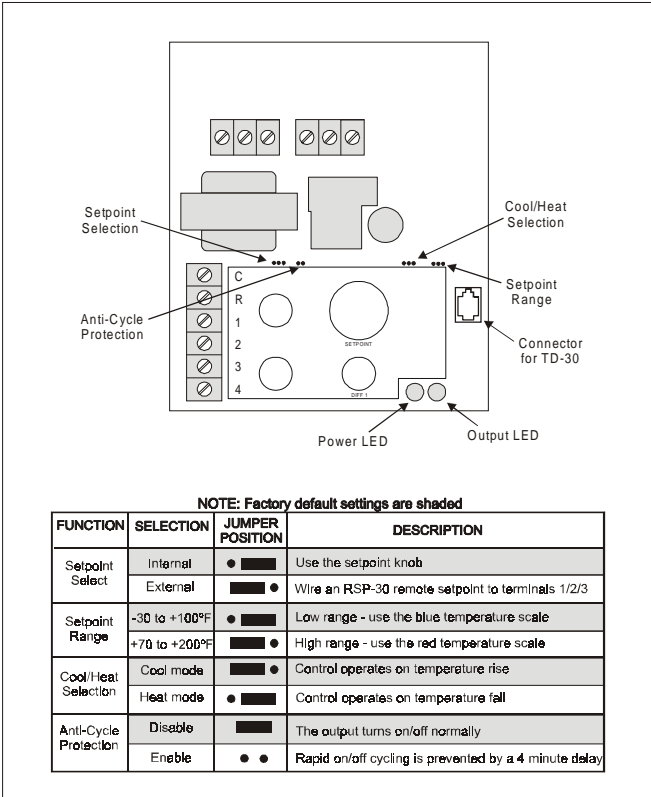 Setpoint
Selection
Cool/Heat
Selection
Setpoint
Range
Anti-Cycle
Protection
C
R
1
2
3
4
SETPOINT
DIFF 1
Connector
for TD-30
Power LED
Output LED
NOTE: Factory default settings are shaded
FUNCTION SELECTION JUMPER POSITION DESCRIPTION
Setpoint Select
Internal Use the setpoint knob
External Wire an RSP-30 remote setpoint to terminals 1/2/3
Setpoint Range
-30 to +100ºF Low range - use the blue temperature scale
+70 to +200ºF High range - use the red temperature scale
Cool/Heat Selection
Cool mode Control operates on temperature rise
Heat mode Control operates on temperature fall
Anti-Cycle Protection
Disable The output turns on/off normally
Enable Rapid on/off cycling is prevented by a 4 minute delay